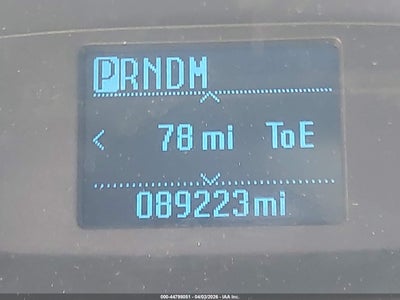 PRNDM
< 78 mi ToE
089223mi
000-44799051 - 04/03/2026 - IAA Inc.